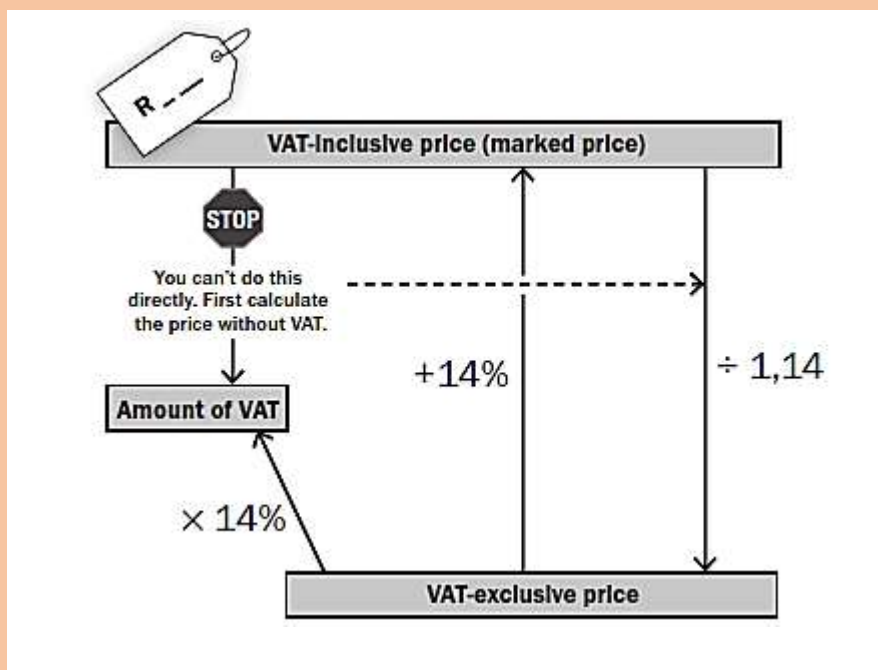 R _ _
VAT-inclusive price (marked price)
STOP
You can't do this
directly. First calculate
the price without VAT.
+14%
÷ 1,14
Amount of VAT
× 14%
VAT-exclusive price